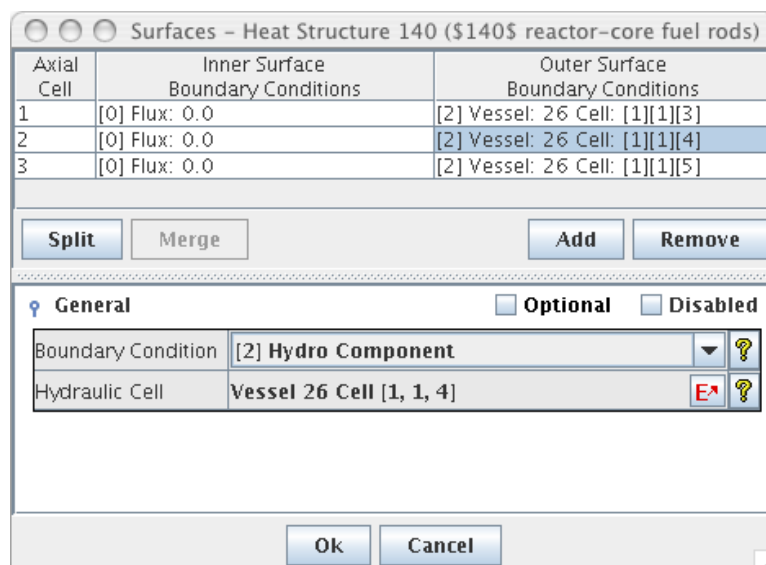 Surfaces – Heat Structure 140 ($140$ reactor-core fuel rods)
Axial Cell Inner Surface Boundary Conditions Outer Surface Boundary Conditions
1 [0] Flux: 0.0 [2] Vessel: 26 Cell: [1][1][3]
2 [0] Flux: 0.0 [2] Vessel: 26 Cell: [1][1][4]
3 [0] Flux: 0.0 [2] Vessel: 26 Cell: [1][1][5]
Split Merge Add Remove
General Optional Disabled
Boundary Condition [2] Hydro Component ?
Hydraulic Cell Vessel 26 Cell [1, 1, 4] E ?
Ok Cancel